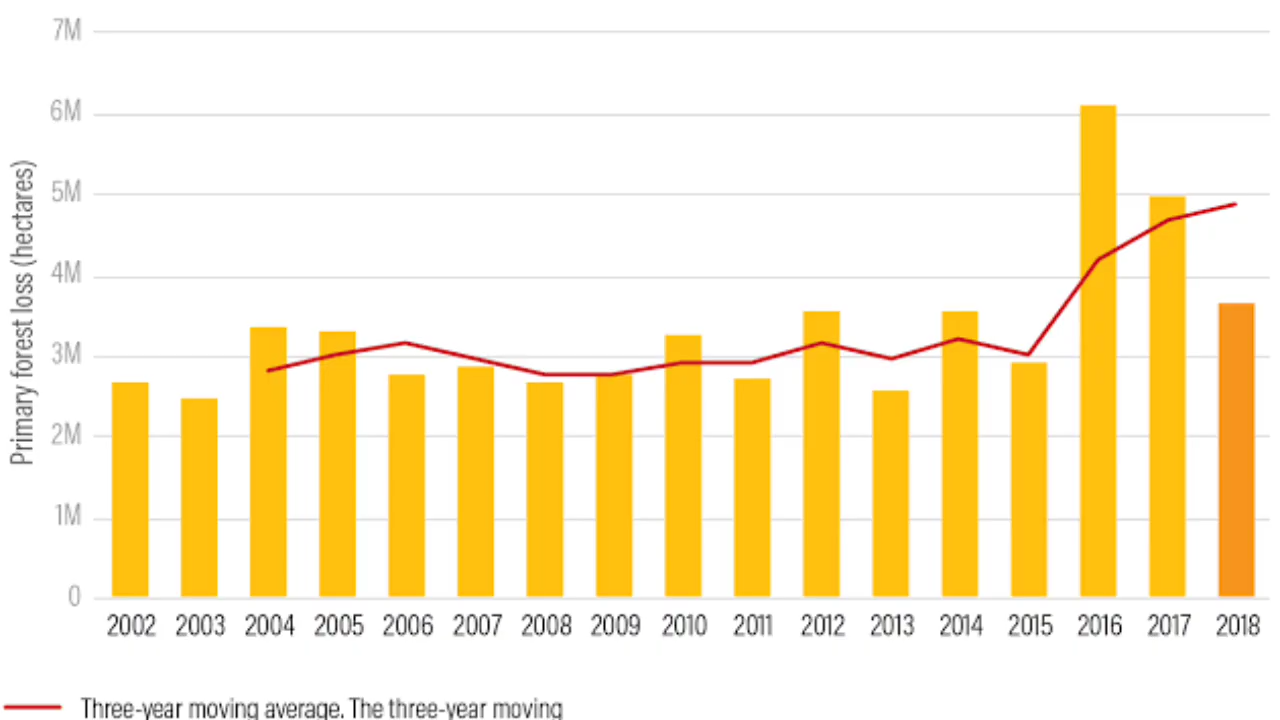 7M
6M
5M
4M
3M
2M
1M
0
Primary forest loss (hectares)
2002 2003 2004 2005 2006 2007 2008 2009 2010 2011 2012 2013 2014 2015 2016 2017 2018
Three-year moving average. The three-year moving